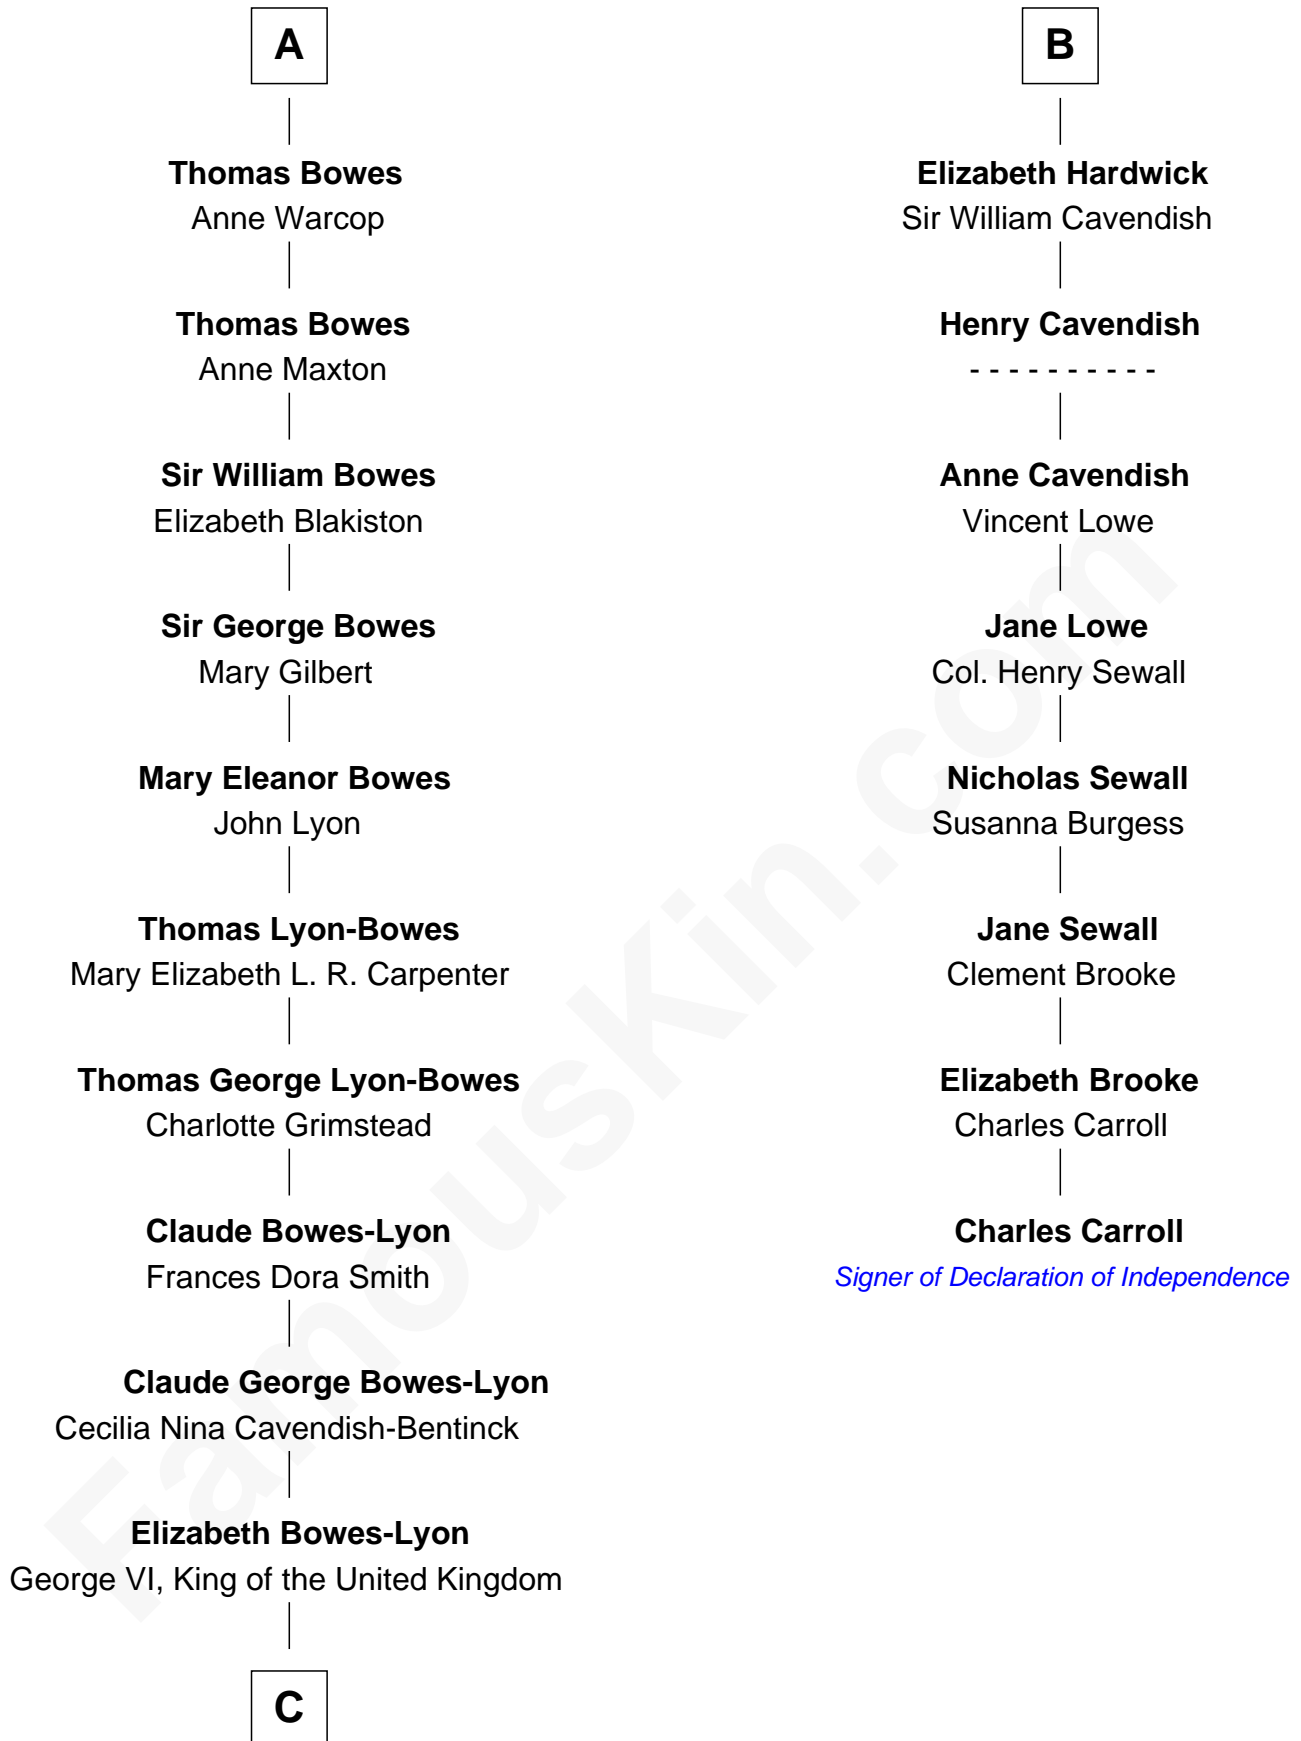 A
Thomas Bowes
Anne Warcop
Thomas Bowes
Anne Maxton
Sir William Bowes
Elizabeth Blakiston
Sir George Bowes
Mary Gilbert
Mary Eleanor Bowes
John Lyon
Thomas Lyon-Bowes
Mary Elizabeth L. R. Carpenter
Thomas George Lyon-Bowes
Charlotte Grimstead
Claude Bowes-Lyon
Frances Dora Smith
Claude George Bowes-Lyon
Cecilia Nina Cavendish-Bentinck
Elizabeth Bowes-Lyon
George VI, King of the United Kingdom
C
B
Elizabeth Hardwick
Sir William Cavendish
Henry Cavendish
- - - - - - - - - -
Anne Cavendish
Vincent Lowe
Jane Lowe
Col. Henry Sewall
Nicholas Sewall
Susanna Burgess
Jane Sewall
Clement Brooke
Elizabeth Brooke
Charles Carroll
Charles Carroll
Signer of Declaration of Independence
FamousKin.com